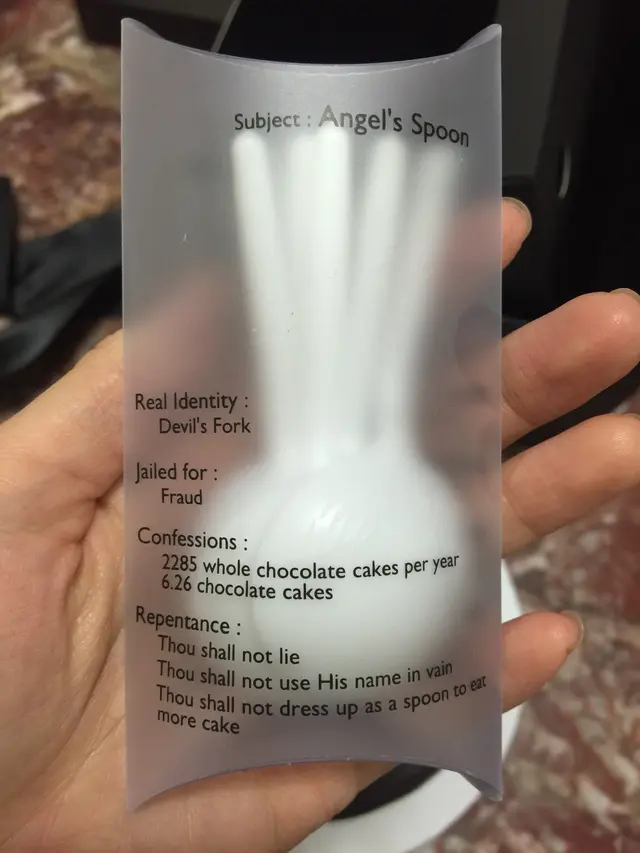 Subject : Angel's Spoon
Real Identity :
Devil's Fork
Jailed for :
Fraud
Confessions :
2285 whole chocolate cakes per year
6.26 chocolate cakes
Repentance :
Thou shall not lie
Thou shall not use His name in vain
Thou shall not dress up as a spoon to eat
more cake